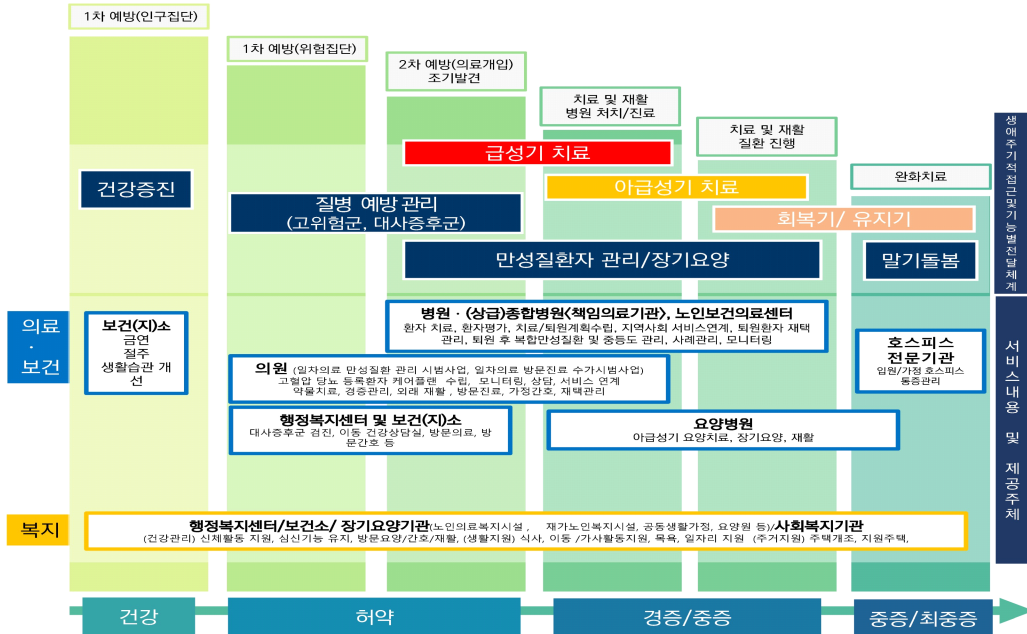 1차 예방(인구집단)
1차 예방(위험집단)
2차 예방(의료개입)
조기발견
치료 및 재활
병원 처치/진료
치료 및 재활
질환 진행
완화치료
생애주기적접근및기능별전달체계
급성기 치료
아급성기 치료
회복기/ 유지기
건강증진
질병 예방 관리
(고위험군, 대사증후군)
만성질환자 관리/장기요양
말기돌봄
의료
·
보건
보건(지)소
금연
절주
생활습관 개
선
병원 · (상급)종합병원(책임의료기관), 노인보건의료센터
환자 치료, 환자평가, 치료/퇴원계획수립, 지역사회 서비스연계, 퇴원환자 재택
관리, 퇴원 후 복합만성질환 및 중등도 관리, 사례관리, 모니터링
의원 (일차의료 만성질환 관리 시범사업, 일차의료 방문진료 수가시범사업)
고혈압 당뇨 등록환자 케어플랜 수립, 모니터링, 상담, 서비스 연계
약물치료, 경증관리, 외래 재활 , 방문진료, 가정간호, 재택관리
행정복지센터 및 보건(지)소
대사증후군 검진, 이동 건강상담실, 방문의료, 방
문간호 등
요양병원
아급성기 요양치료, 장기요양, 재활
호스피스
전문기관
입원/가정 호스피스
통증관리
서비스내용 및 제공주체
복지
행정복지센터/보건소/ 장기요양기관(노인의료복지시설 , 재가노인복지시설, 공동생활가정, 요양원 등)/사회복지기관
(건강관리) 신체활동 지원, 심신기능 유지, 방문요양/간호/재활, (생활지원) 식사, 이동 /가사활동지원, 목욕, 일자리 지원 (주거지원) 주택개조, 지원주택,
건강
허약
경증/중증
중증/최중증